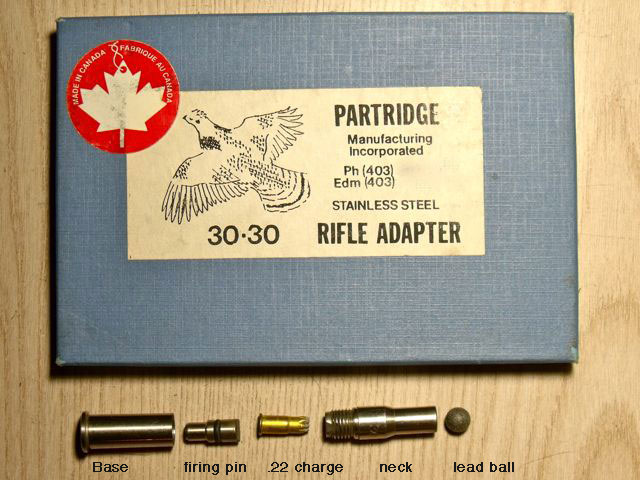 MADE IN CANADA
FABRIQUE AU CANADA
PARTRIDGE
Manufacturing
Incorporated
Ph (403)
Edm (403)
STAINLESS STEEL
30·30 RIFLE ADAPTER
Base firing pin .22 charge neck lead ball